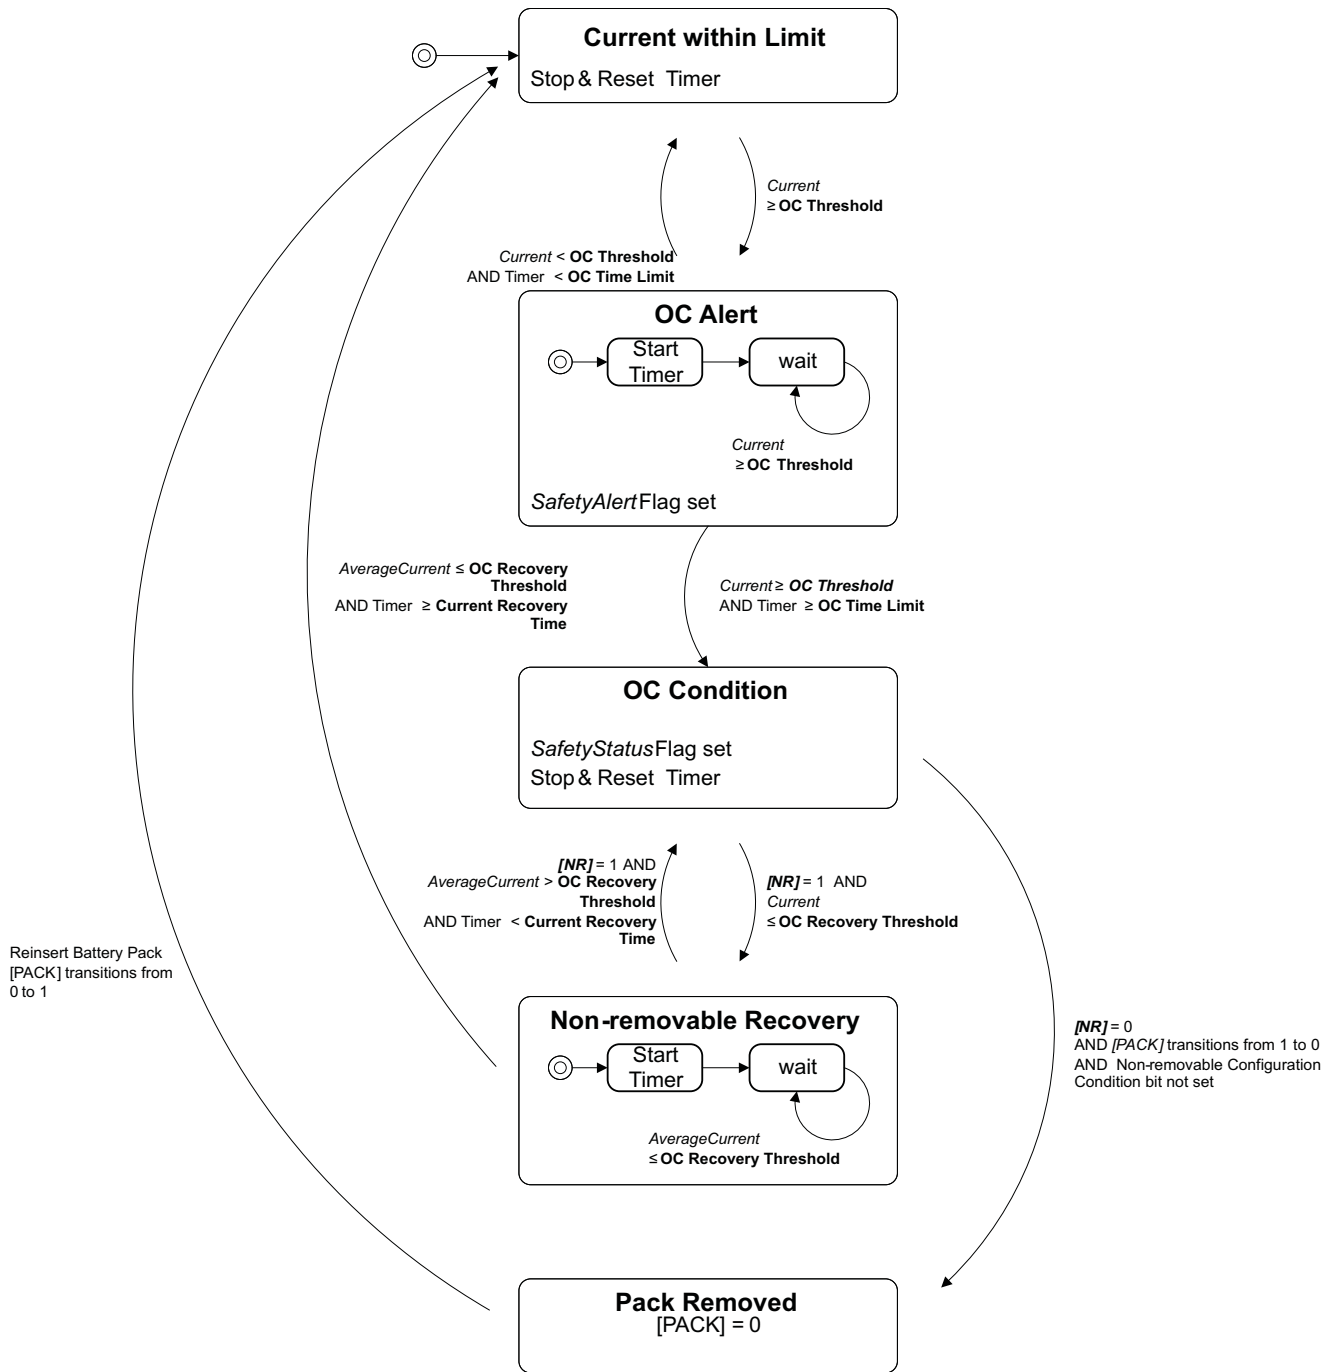 Current within Limit
Stop & Reset Timer
Current
≥ OC Threshold
Current < OC Threshold
AND Timer < OC Time Limit
OC Alert
Start
Timer
wait
Current
≥ OC Threshold
SafetyAlert Flag set
AverageCurrent ≤ OC Recovery
Threshold
AND Timer ≥ Current Recovery
Time
Current ≥ OC Threshold
AND Timer ≥ OC Time Limit
OC Condition
SafetyStatus Flag set
Stop & Reset Timer
[NR] = 1 AND
AverageCurrent > OC Recovery
Threshold
AND Timer < Current Recovery
Time
[NR] = 1 AND
Current
≤ OC Recovery Threshold
Reinsert Battery Pack
[PACK] transitions from
0 to 1
Non-removable Recovery
Start
Timer
wait
AverageCurrent
≤ OC Recovery Threshold
[NR] = 0
AND [PACK] transitions from 1 to 0
AND Non-removable Configuration
Condition bit not set
Pack Removed
[PACK] = 0